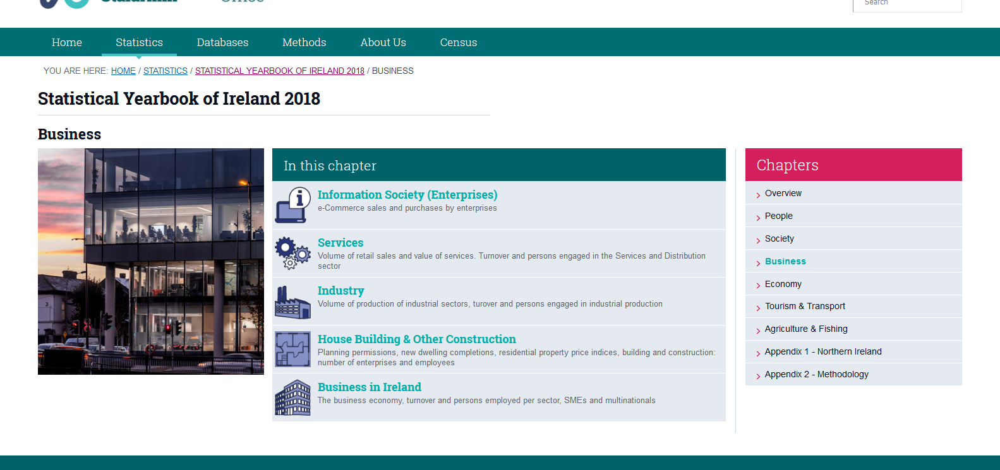 Office
Search
Home Statistics Databases Methods About Us Census
YOU ARE HERE: HOME / STATISTICS / STATISTICAL YEARBOOK OF IRELAND 2018 / BUSINESS
Statistical Yearbook of Ireland 2018
Business
In this chapter
Information Society (Enterprises)
e-Commerce sales and purchases by enterprises
Services
Volume of retail sales and value of services. Turnover and persons engaged in the Services and Distribution
sector
Industry
Volume of production of industrial sectors, turover and persons engaged in industrial production
House Building & Other Construction
Planning permissions, new dwelling completions, residential property price indices, building and construction:
number of enterprises and employees
Business in Ireland
The business economy, turnover and persons employed per sector, SMEs and multinationals
Chapters
Overview
People
Society
Business
Economy
Tourism & Transport
Agriculture & Fishing
Appendix 1 - Northern Ireland
Appendix 2 - Methodology